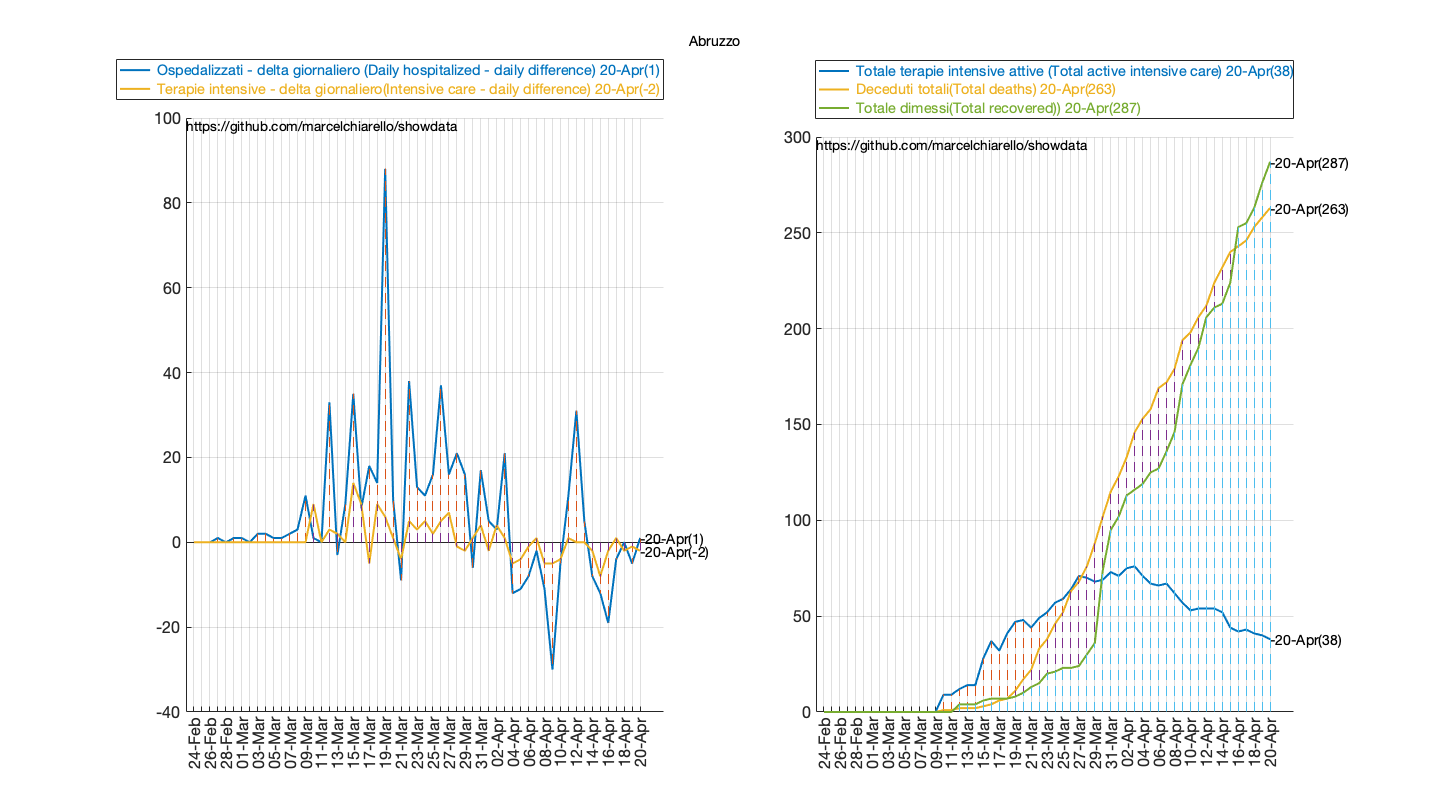 Abruzzo
Ospedalizzati - delta giornaliero (Daily hospitalized - daily difference) 20-Apr(1)
Terapie intensive - delta giornaliero(Intensive care - daily difference) 20-Apr(-2)
https://github.com/marcelchiarello/showdata
100
80
60
40
20
0
-20
-40
-20-Apr(1)
-20-Apr(-2)
24-Feb
26-Feb
28-Feb
01-Mar
03-Mar
05-Mar
07-Mar
09-Mar
11-Mar
13-Mar
15-Mar
17-Mar
19-Mar
21-Mar
23-Mar
25-Mar
27-Mar
29-Mar
31-Mar
02-Apr
04-Apr
06-Apr
08-Apr
10-Apr
12-Apr
14-Apr
16-Apr
18-Apr
20-Apr
Totale terapie intensive attive (Total active intensive care) 20-Apr(38)
Deceduti totali(Total deaths) 20-Apr(263)
Totale dimessi(Total recovered)) 20-Apr(287)
https://github.com/marcelchiarello/showdata
300
250
200
150
100
50
0
-20-Apr(287)
-20-Apr(263)
-20-Apr(38)
24-Feb
26-Feb
28-Feb
01-Mar
03-Mar
05-Mar
07-Mar
09-Mar
11-Mar
13-Mar
15-Mar
17-Mar
19-Mar
21-Mar
23-Mar
25-Mar
27-Mar
29-Mar
31-Mar
02-Apr
04-Apr
06-Apr
08-Apr
10-Apr
12-Apr
14-Apr
16-Apr
18-Apr
20-Apr